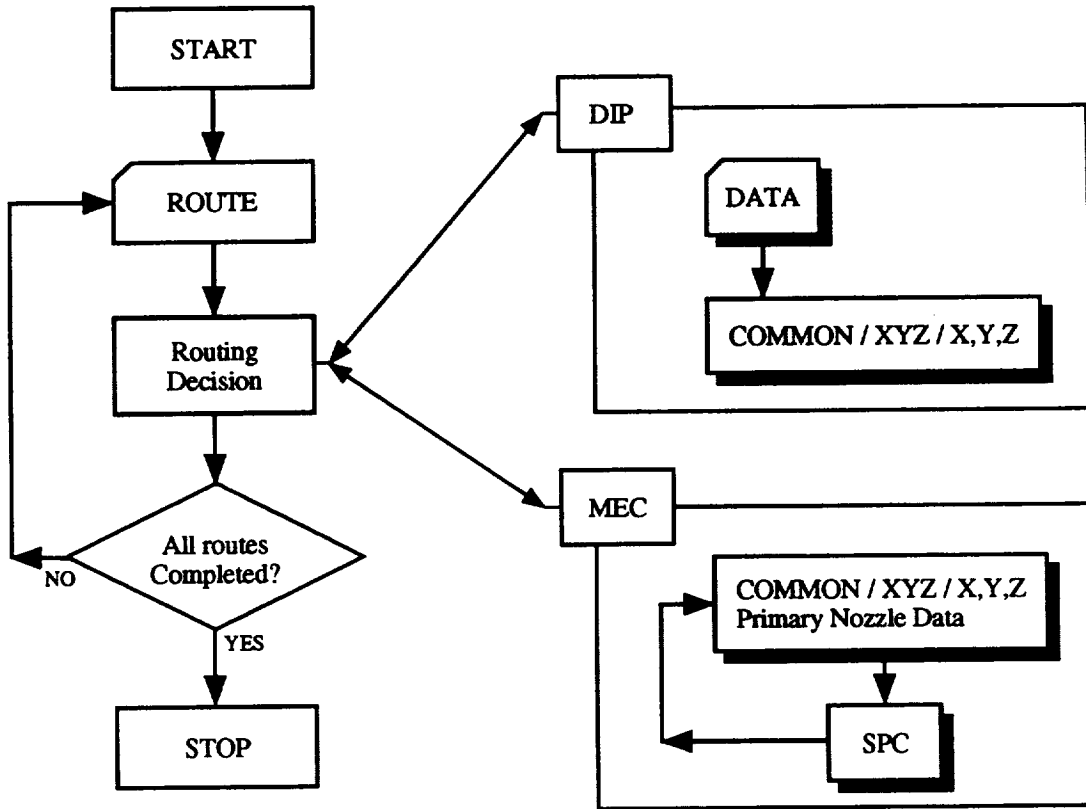 START
ROUTE
Routing
Decision
All routes
Completed?
NO
YES
STOP
DIP
DATA
COMMON / XYZ / X,Y,Z
MEC
COMMON / XYZ / X,Y,Z
Primary Nozzle Data
SPC